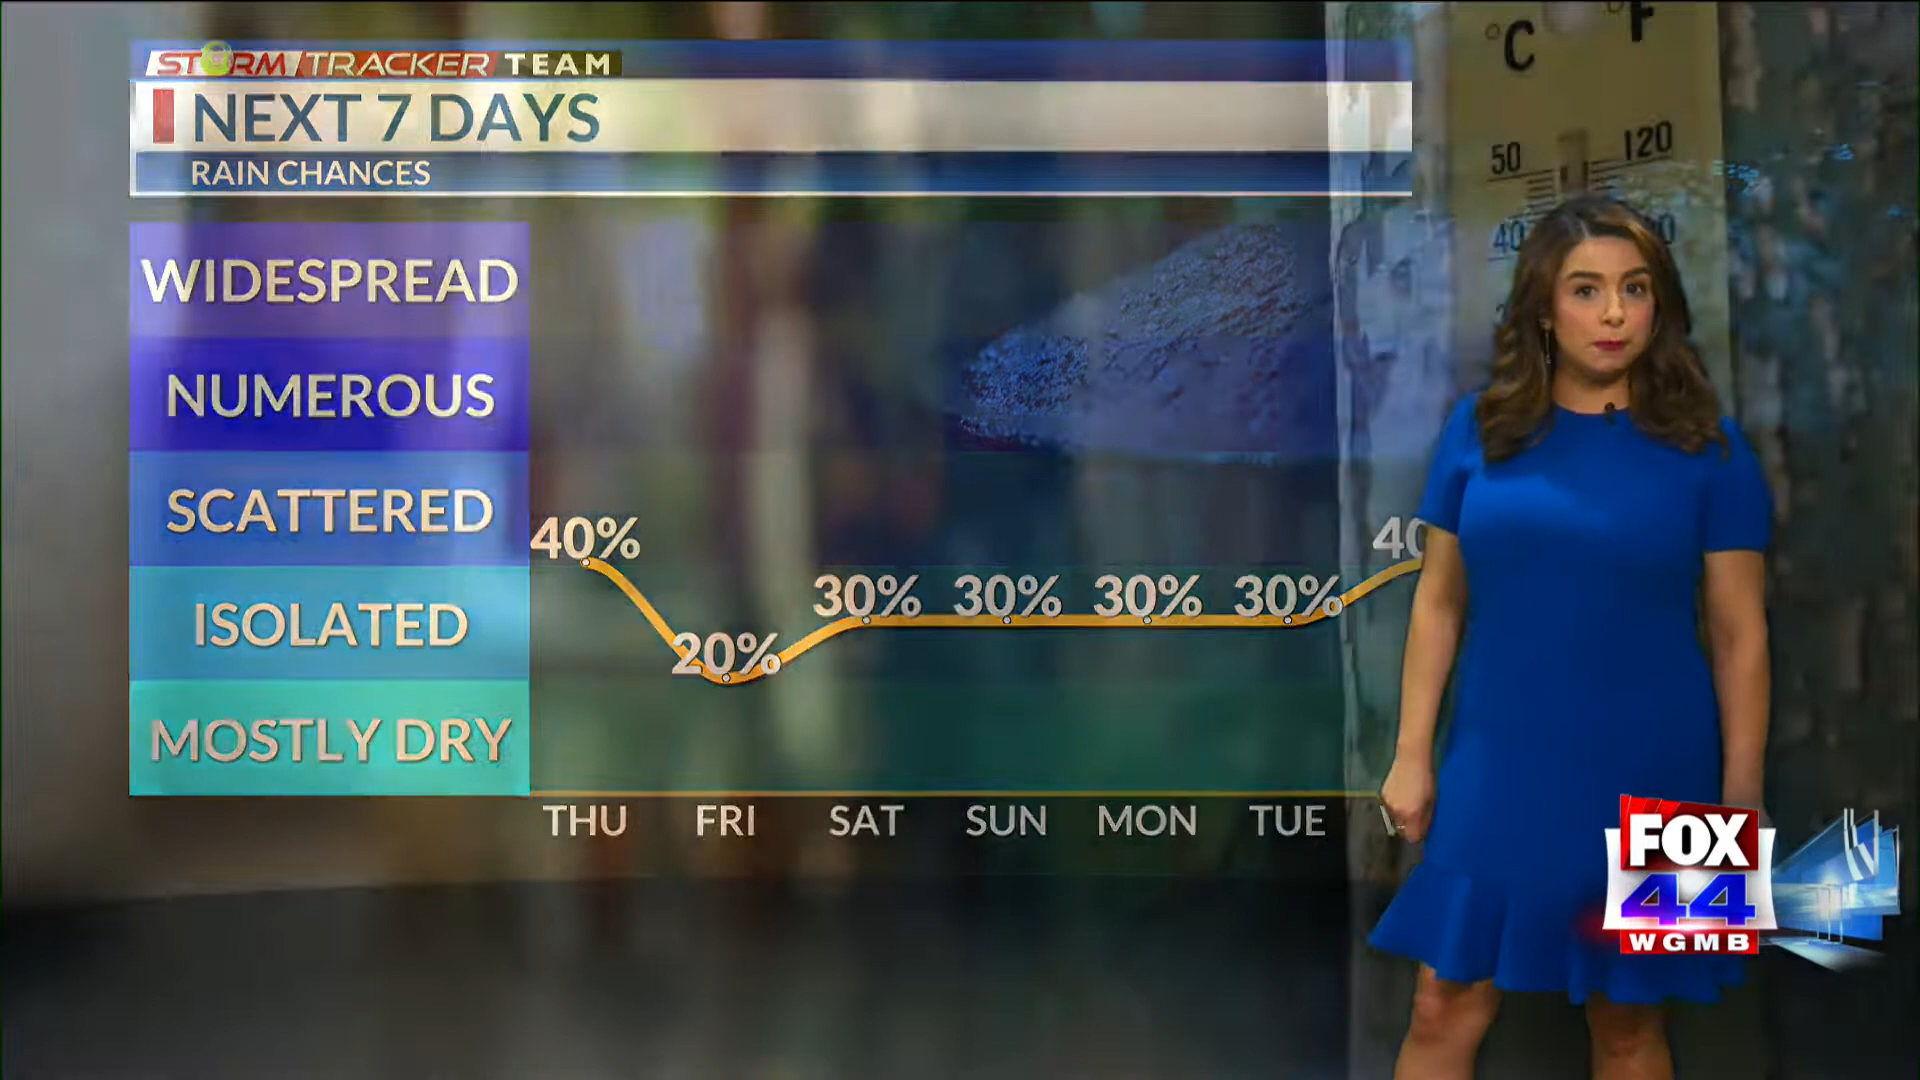 STORM TRACKER TEAM
NEXT 7 DAYS
RAIN CHANCES
°C °F
50 120
40
WIDESPREAD
NUMEROUS
SCATTERED
ISOLATED
MOSTLY DRY
40% 20% 30% 30% 30% 30% 40
THU FRI SAT SUN MON TUE
FOX
44
WGMB